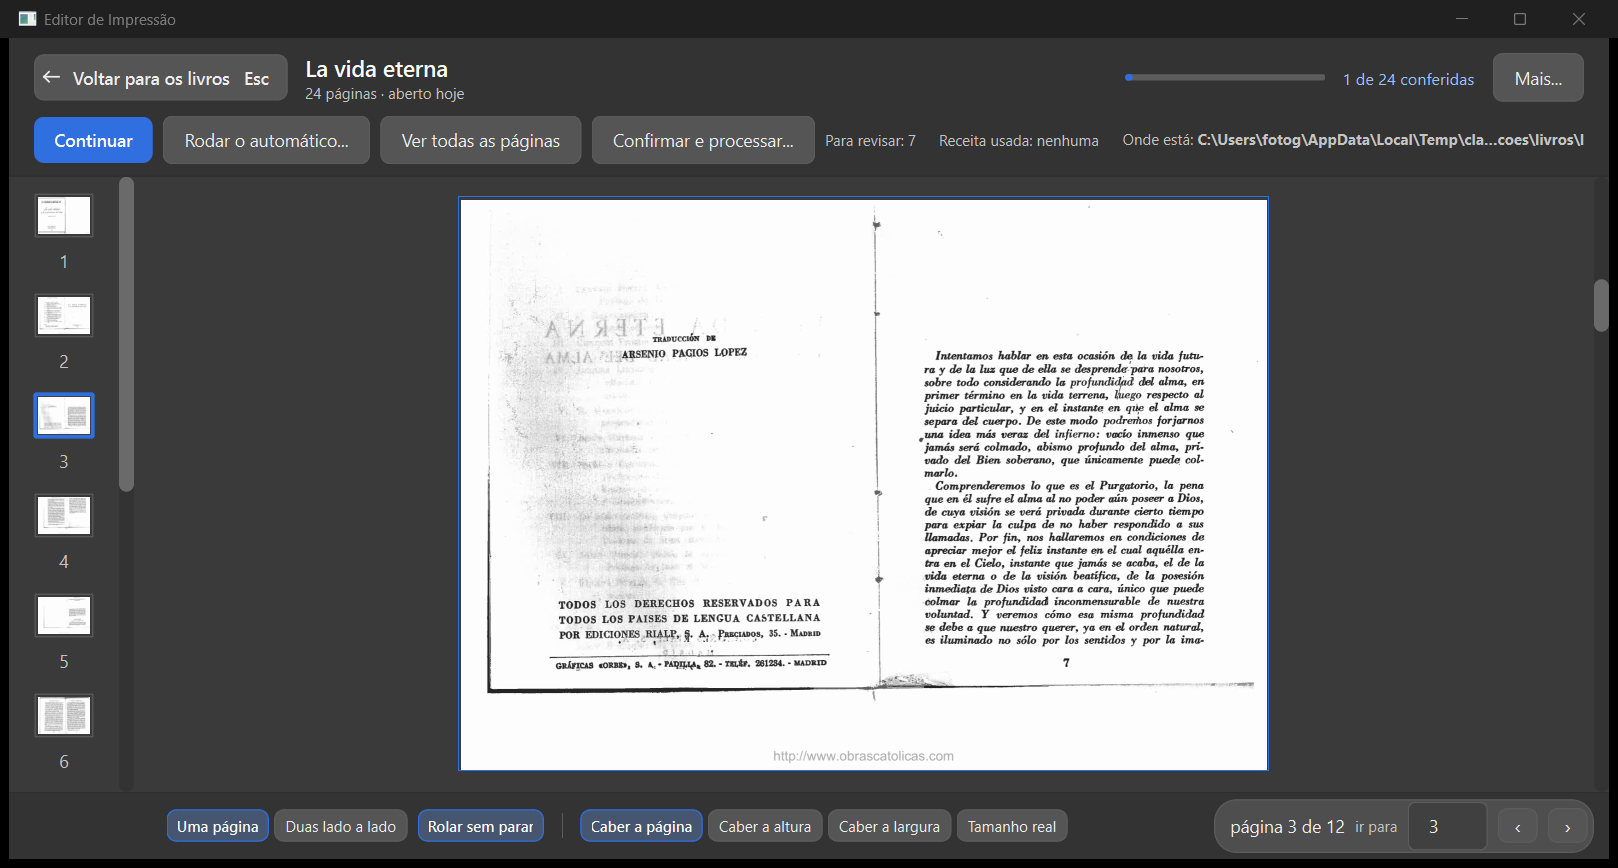 Editor de Impressão
← Voltar para os livros Esc
La vida eterna
24 páginas · aberto hoje
1 de 24 conferidas
Mais...
Continuar
Rodar o automático...
Ver todas as páginas
Confirmar e processar...
Para revisar: 7
Receita usada: nenhuma
Onde está: C:\Users\fotog\AppData\Local\Temp\cla...coes\livros\l
1
2
3
4
5
6
TRADUCCIÓN DE
ARSENIO PAGIOS LOPEZ
TODOS LOS DERECHOS RESERVADOS PARA
TODOS LOS PAISES DE LENGUA CASTELLANA
POR EDICIONES RIALP, S. A. PRECIADOS, 35. - MADRID
GRÁFICAS «ORBE», S. A. - PADILLA, 82. - TELÉF. 261234. - MADRID
Intentamos hablar en esta ocasión de la vida futu-
ra y de la luz que de ella se desprende para nosotros,
sobre todo considerando la profundidad del alma, en
primer término en la vida terrena, luego respecto al
juicio particular, y en el instante en que el alma se
separa del cuerpo. De este modo podremos forjarnos
una idea más veraz del infierno: vacío inmenso que
jamás será colmado, abismo profundo del alma, pri-
vado del Bien soberano, que únicamente puede col-
marlo.
Comprenderemos lo que es el Purgatorio, la pena
que en él sufre el alma al no poder aún poseer a Dios,
de cuya visión se verá privada durante cierto tiempo
para expiar la culpa de no haber respondido a sus
llamadas. Por fin, nos hallaremos en condiciones de
apreciar mejor el feliz instante en el cual aquélla en-
tra en el Cielo, instante que jamás se acaba, el de la
vida eterna o de la visión beatífica, de la posesión
inmediata de Dios visto cara a cara, único que puede
colmar la profundidad inconmensurable de nuestra
voluntad. Y veremos cómo esa misma profundidad
se debe a que nuestro querer, ya en el orden natural,
es iluminado no sólo por los sentidos y por la ima-
7
http://www.obrascatolicas.com
Uma página
Duas lado a lado
Rolar sem parar
Caber a página
Caber a altura
Caber a largura
Tamanho real
página 3 de 12 ir para 3 ‹ ›